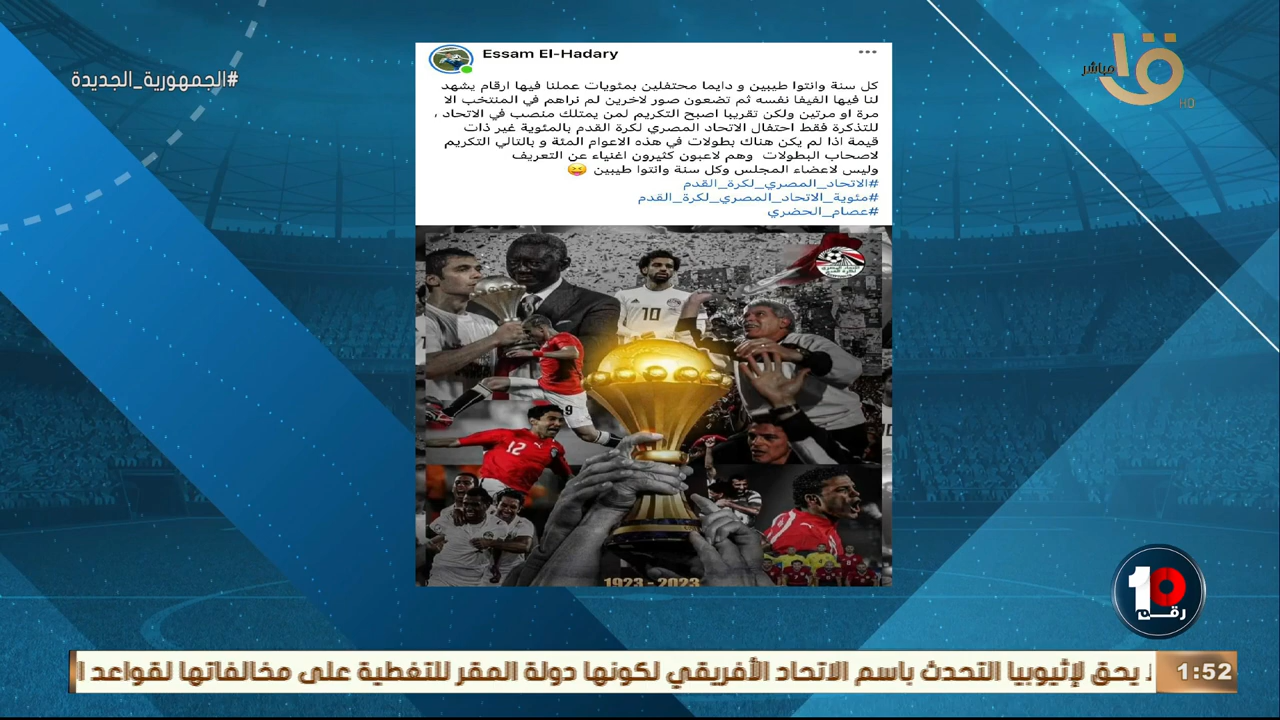 #الجمهورية_الجديدة
مباشر
HD
Essam El-Hadary
كل سنة وانتوا طيبين و دايما محتفلين بمئويات عملنا فيها ارقام يشهد
لنا فيها الفيفا نفسه ثم تضعون صور لاخرين لم نراهم في المنتخب الا
مرة او مرتين ولكن تقريبا اصبح التكريم لمن يمتلك منصب في الاتحاد ،
للتذكرة فقط احتفال الاتحاد المصري لكرة القدم بالمئوية غير ذات
قيمة اذا لم يكن هناك بطولات في هذه الاعوام المئة و بالتالي التكريم
لاصحاب البطولات وهم لاعبون كثيرون اغنياء عن التعريف
وليس لاعضاء المجلس وكل سنة وانتوا طيبين 😝
#الاتحاد_المصري_لكرة_القدم
#مئوية_الاتحاد_المصري_لكرة_القدم
#عصام_الحضري
10
9
12
1923 - 2023
رقم 10
يحق لإثيوبيا التحدث باسم الاتحاد الأفريقي لكونها دولة المقر للتغطية على مخالفاتها لقواعد
1:52